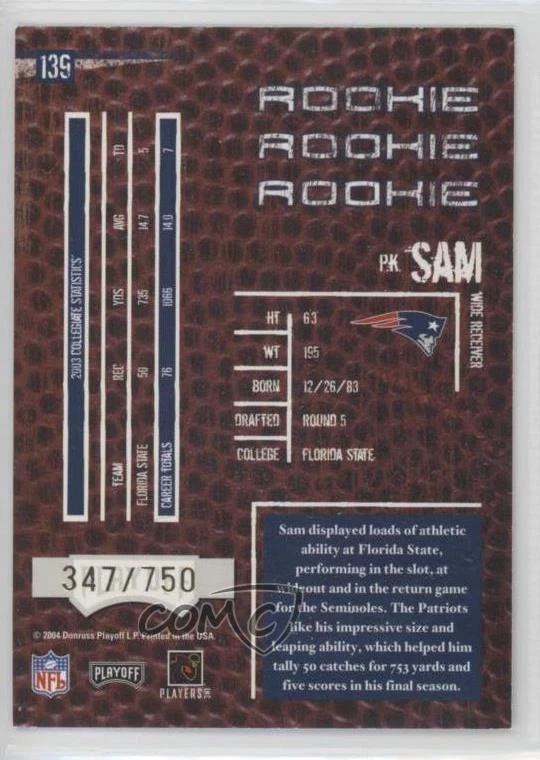 139
ROOKIE
ROOKIE
ROOKIE
P.K. SAM
WIDE RECEIVER
HT 6 3
WT 195
BORN 12/26/83
DRAFTED ROUND 5
COLLEGE FLORIDA STATE
2003 COLLEGIATE STATISTICS
TEAM REC YDS AVG TD
FLORIDA STATE 50 735 14.7 5
CAREER TOTALS 76 1066 14.0 7
Sam displayed loads of athletic
ability at Florida State,
performing in the slot, at
wideout and in the return game
for the Seminoles. The Patriots
like his impressive size and
leaping ability, which helped him
tally 50 catches for 753 yards and
five scores in his final season.
PLAYOFF
347/750
COMC
© 2004 Donruss Playoff L.P. Printed in the USA.
NFL
PLAYOFF
PLAYERS INC